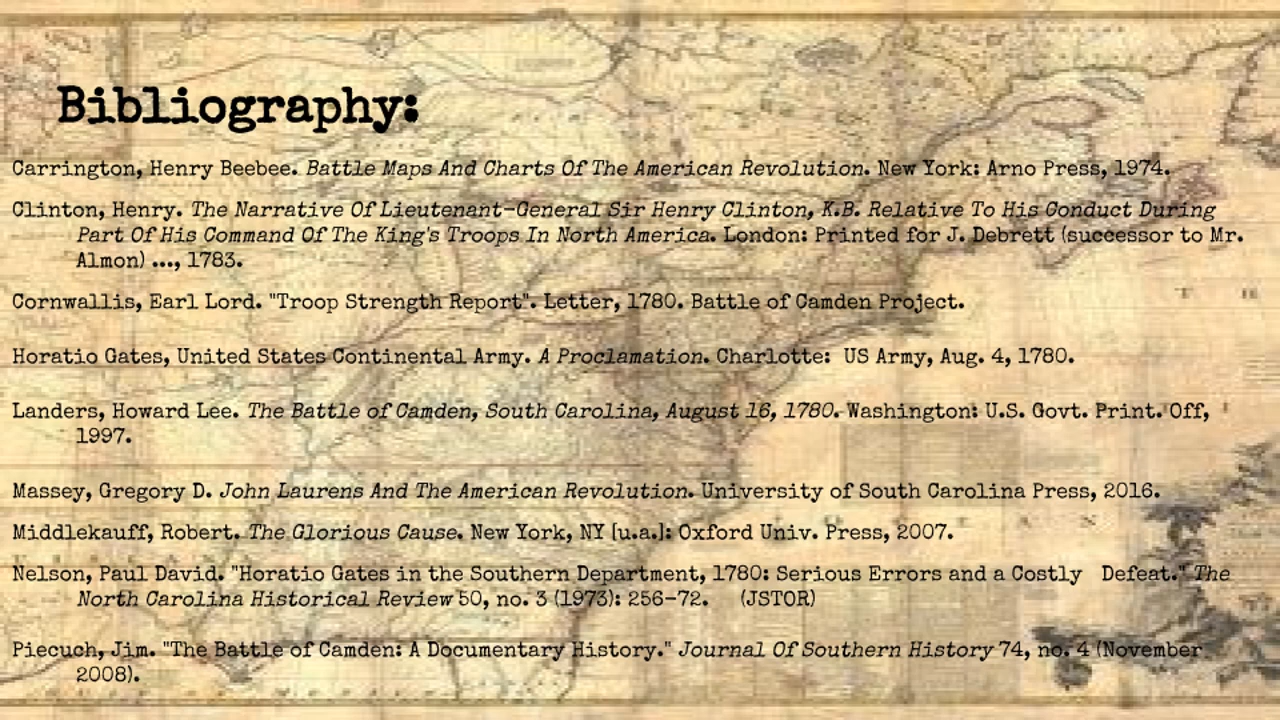 Bibliography:
Carrington, Henry Beebee. Battle Maps And Charts Of The American Revolution. New York: Arno Press, 1974.
Clinton, Henry. The Narrative Of Lieutenant-General Sir Henry Clinton, K.B. Relative To His Conduct During
Part Of His Command Of The King's Troops In North America. London: Printed for J. Debrett (successor to Mr.
Almon) ..., 1783.
Cornwallis, Earl Lord. "Troop Strength Report". Letter, 1780. Battle of Camden Project.
Horatio Gates, United States Continental Army. A Proclamation. Charlotte: US Army, Aug. 4, 1780.
Landers, Howard Lee. The Battle of Camden, South Carolina, August 16, 1780. Washington: U.S. Govt. Print. Off,
1997.
Massey, Gregory D. John Laurens And The American Revolution. University of South Carolina Press, 2016.
Middlekauff, Robert. The Glorious Cause. New York, NY [u.a.]: Oxford Univ. Press, 2007.
Nelson, Paul David. "Horatio Gates in the Southern Department, 1780: Serious Errors and a Costly Defeat." The
North Carolina Historical Review 50, no. 3 (1973): 256-72. (JSTOR)
Piecuch, Jim. "The Battle of Camden: A Documentary History." Journal Of Southern History 74, no. 4 (November
2008).